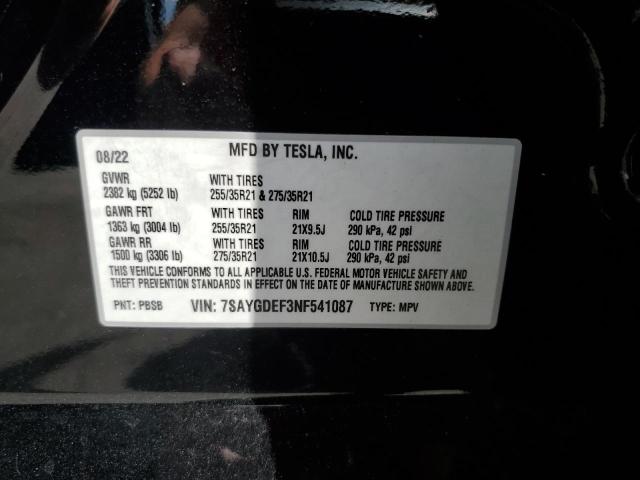 08/22 MFD BY TESLA, INC.
GVWR WITH TIRES
2382 kg (5252 lb) 255/35R21 & 275/35R21
GAWR FRT WITH TIRES RIM COLD TIRE PRESSURE
1363 kg (3004 lb) 255/35R21 21X9.5J 290 kPa, 42 psi
GAWR RR WITH TIRES RIM COLD TIRE PRESSURE
1500 kg (3306 lb) 275/35R21 21X10.5J 290 kPa, 42 psi
THIS VEHICLE CONFORMS TO ALL APPLICABLE U.S. FEDERAL MOTOR VEHICLE SAFETY AND
THEFT PREVENTION STANDARDS IN EFFECT ON THE DATE OF MANUFACTURE SHOWN ABOVE.
PNT: PBSB VIN: 7SAYGDEF3NF541087 TYPE: MPV